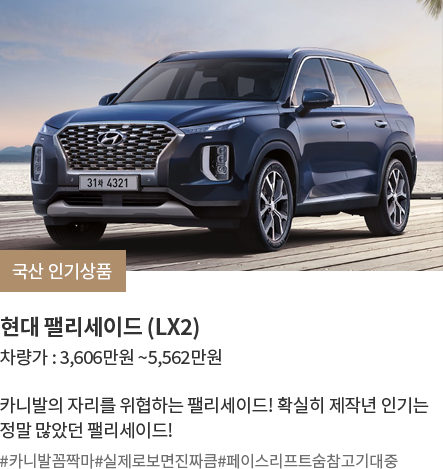 31차 4321
국산 인기상품
현대 팰리세이드 (LX2)
차량가 : 3,606만원 ~5,562만원
카니발의 자리를 위협하는 팰리세이드! 확실히 제작년 인기는
정말 많았던 팰리세이드!
#카니발꼼짝마#실제로보면진짜큼#페이스리프트숨참고기대중